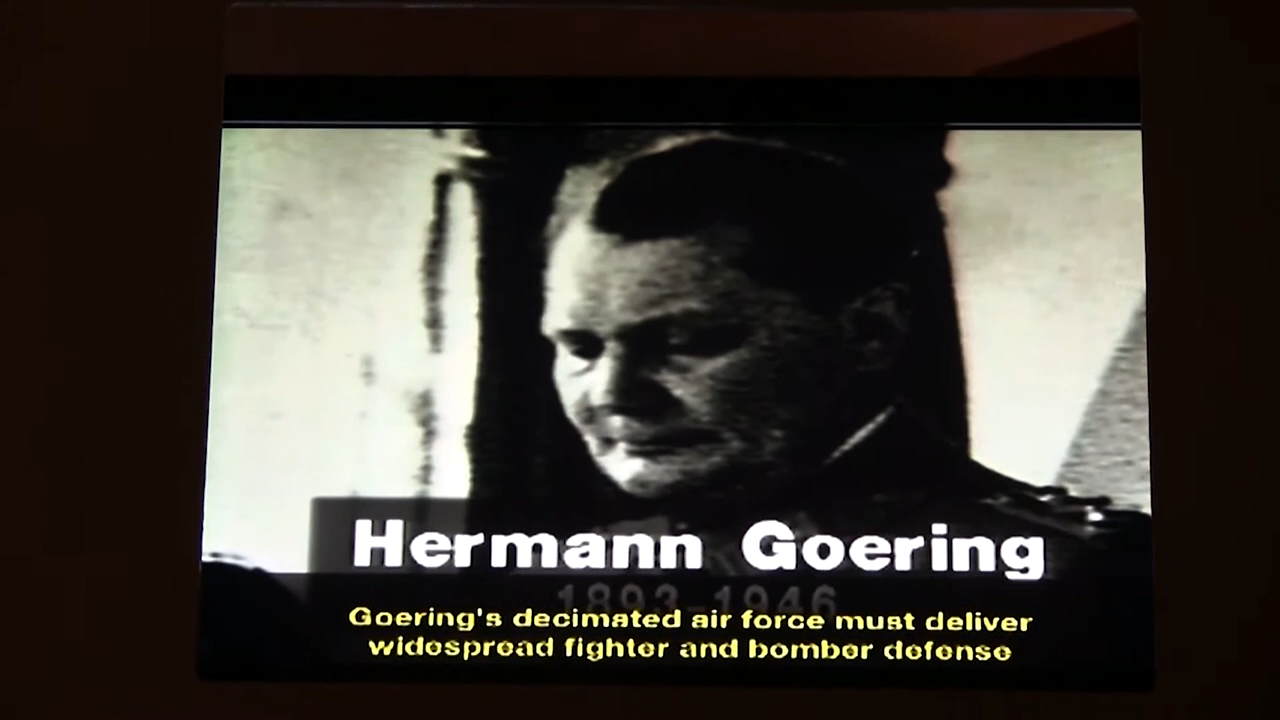 Hermann Goering
1893-1946
Goering's decimated air force must deliver
widespread fighter and bomber defense